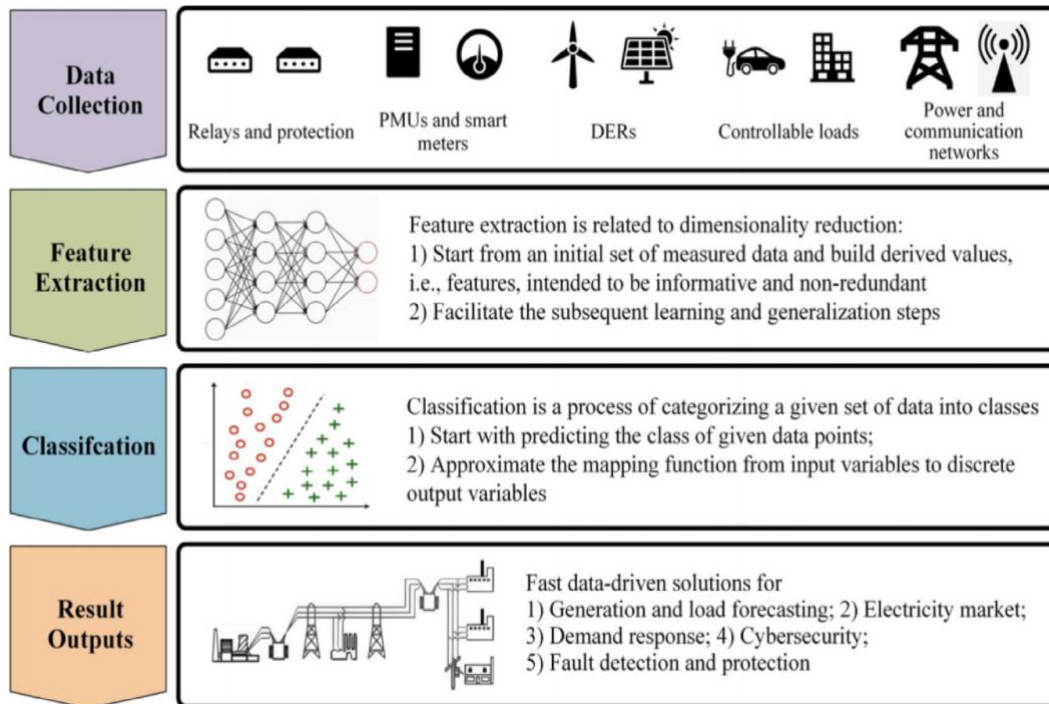 Data
Collection
Relays and protection
PMUs and smart
meters
DERs
Controllable loads
Power and
communication
networks
Feature
Extraction
Feature extraction is related to dimensionality reduction:
1) Start from an initial set of measured data and build derived values,
i.e., features, intended to be informative and non-redundant
2) Facilitate the subsequent learning and generalization steps
Classifcation
Classification is a process of categorizing a given set of data into classes
1) Start with predicting the class of given data points;
2) Approximate the mapping function from input variables to discrete
output variables
Result
Outputs
Fast data-driven solutions for
1) Generation and load forecasting; 2) Electricity market;
3) Demand response; 4) Cybersecurity;
5) Fault detection and protection